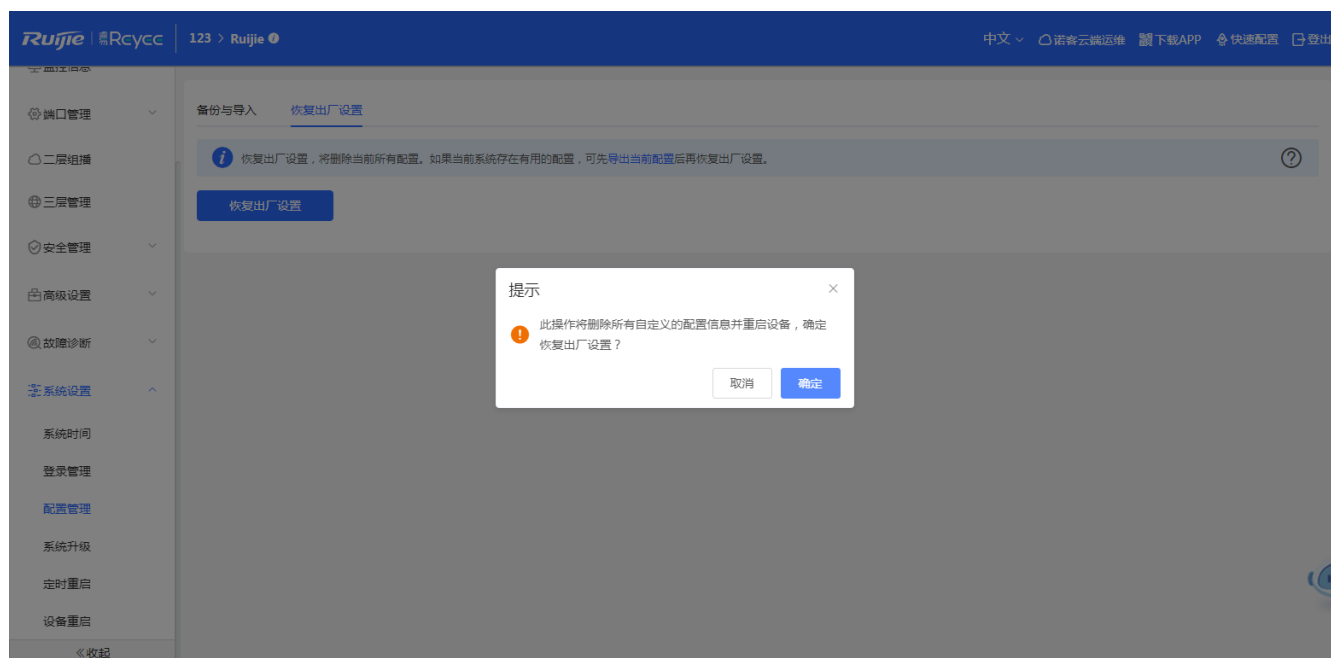 Ruijie Rcycc 123 > Ruijie
中文 诺客云端运维 下载APP 快速配置 登出
监控信息
端口管理
二层组播
三层管理
安全管理
高级设置
故障诊断
系统设置
系统时间
登录管理
配置管理
系统升级
定时重启
设备重启
《收起
备份与导入 恢复出厂设置
恢复出厂设置，将删除当前所有配置。如果当前系统存在有用的配置，可先导出当前配置后再恢复出厂设置。
恢复出厂设置
提示
此操作将删除所有自定义的配置信息并重启设备，确定
恢复出厂设置？
取消 确定